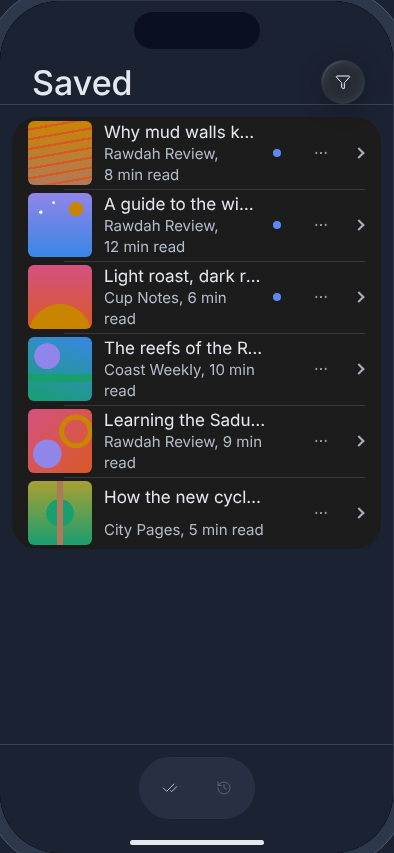 Saved
Why mud walls k...
Rawdah Review,
8 min read
A guide to the wi...
Rawdah Review,
12 min read
Light roast, dark r...
Cup Notes, 6 min
read
The reefs of the R...
Coast Weekly, 10 min
read
Learning the Sadu...
Rawdah Review, 9 min
read
How the new cycl...
City Pages, 5 min read